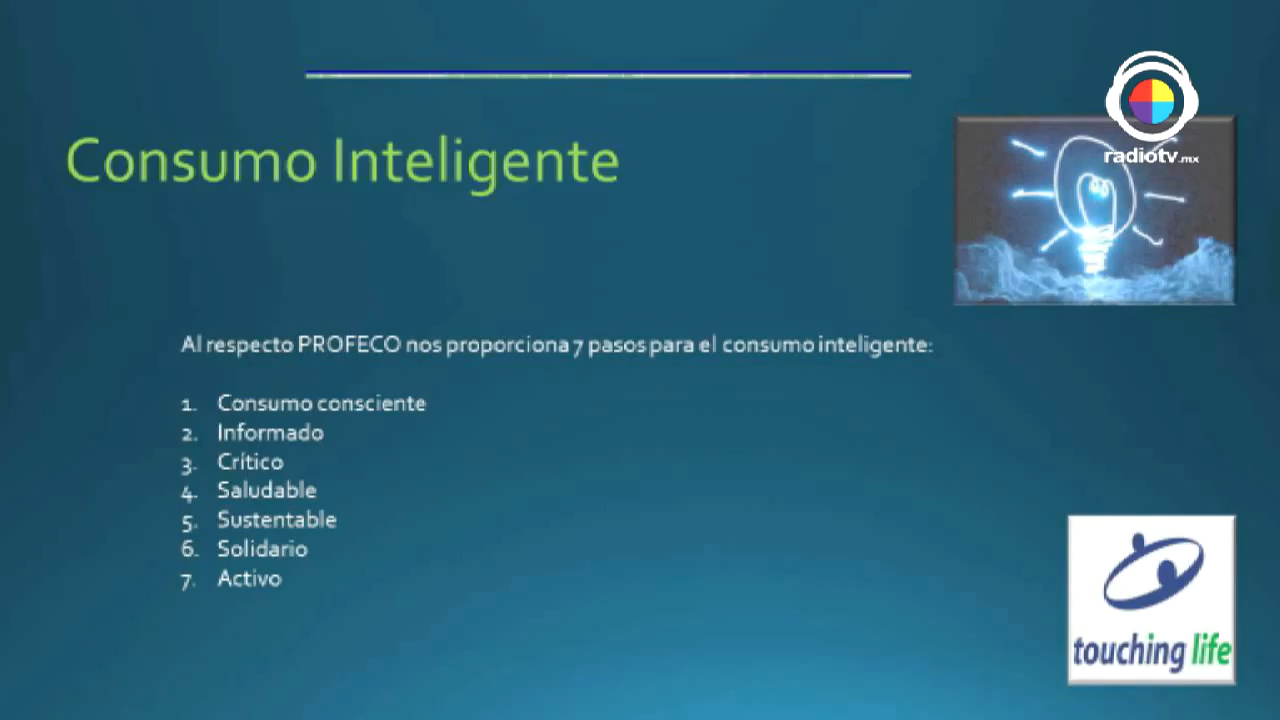 radiotv.mx
Consumo Inteligente
Al respecto PROFECO nos proporciona 7 pasos para el consumo inteligente:
1. Consumo consciente
2. Informado
3. Crítico
4. Saludable
5. Sustentable
6. Solidario
7. Activo
touching life